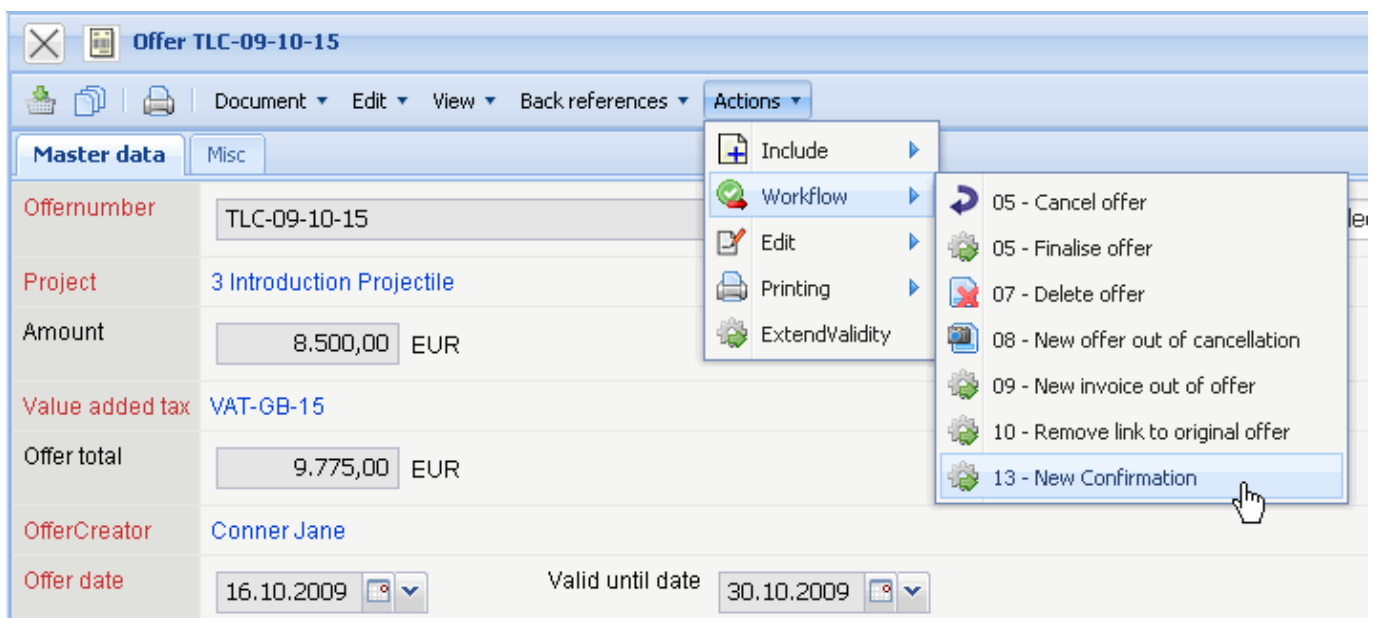 Offer TLC-09-10-15
Document Edit View Back references Actions
Master data Misc
Include
Workflow
Edit
Printing
ExtendValidity
05 - Cancel offer
05 - Finalise offer
07 - Delete offer
08 - New offer out of cancellation
09 - New invoice out of offer
10 - Remove link to original offer
13 - New Confirmation
Offernumber TLC-09-10-15
Project 3 Introduction Projectile
Amount 8.500,00 EUR
Value added tax VAT-GB-15
Offer total 9.775,00 EUR
OfferCreator Conner Jane
Offer date 16.10.2009 Valid until date 30.10.2009